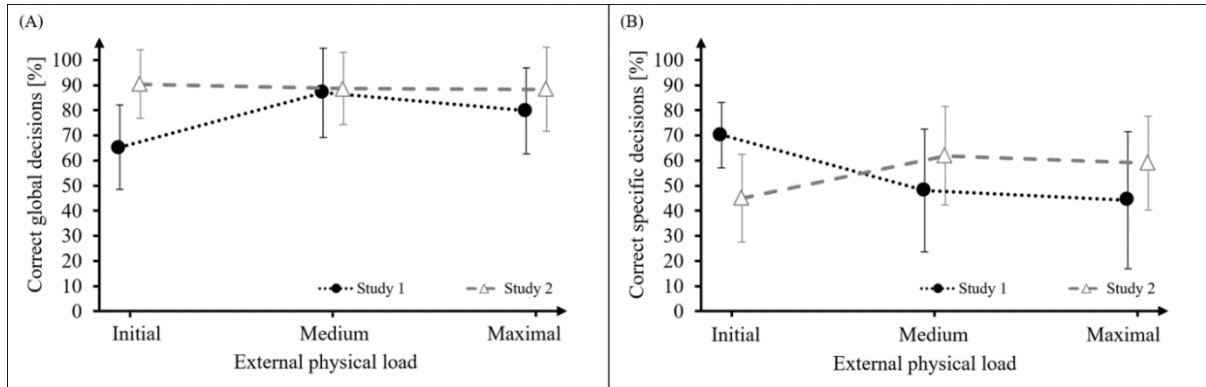 (A)
Correct global decisions [%]
100
90
80
70
60
50
40
30
20
10
0
Study 1
Study 2
Initial
Medium
Maximal
External physical load
(B)
Correct specific decisions [%]
100
90
80
70
60
50
40
30
20
10
0
Study 1
Study 2
Initial
Medium
Maximal
External physical load